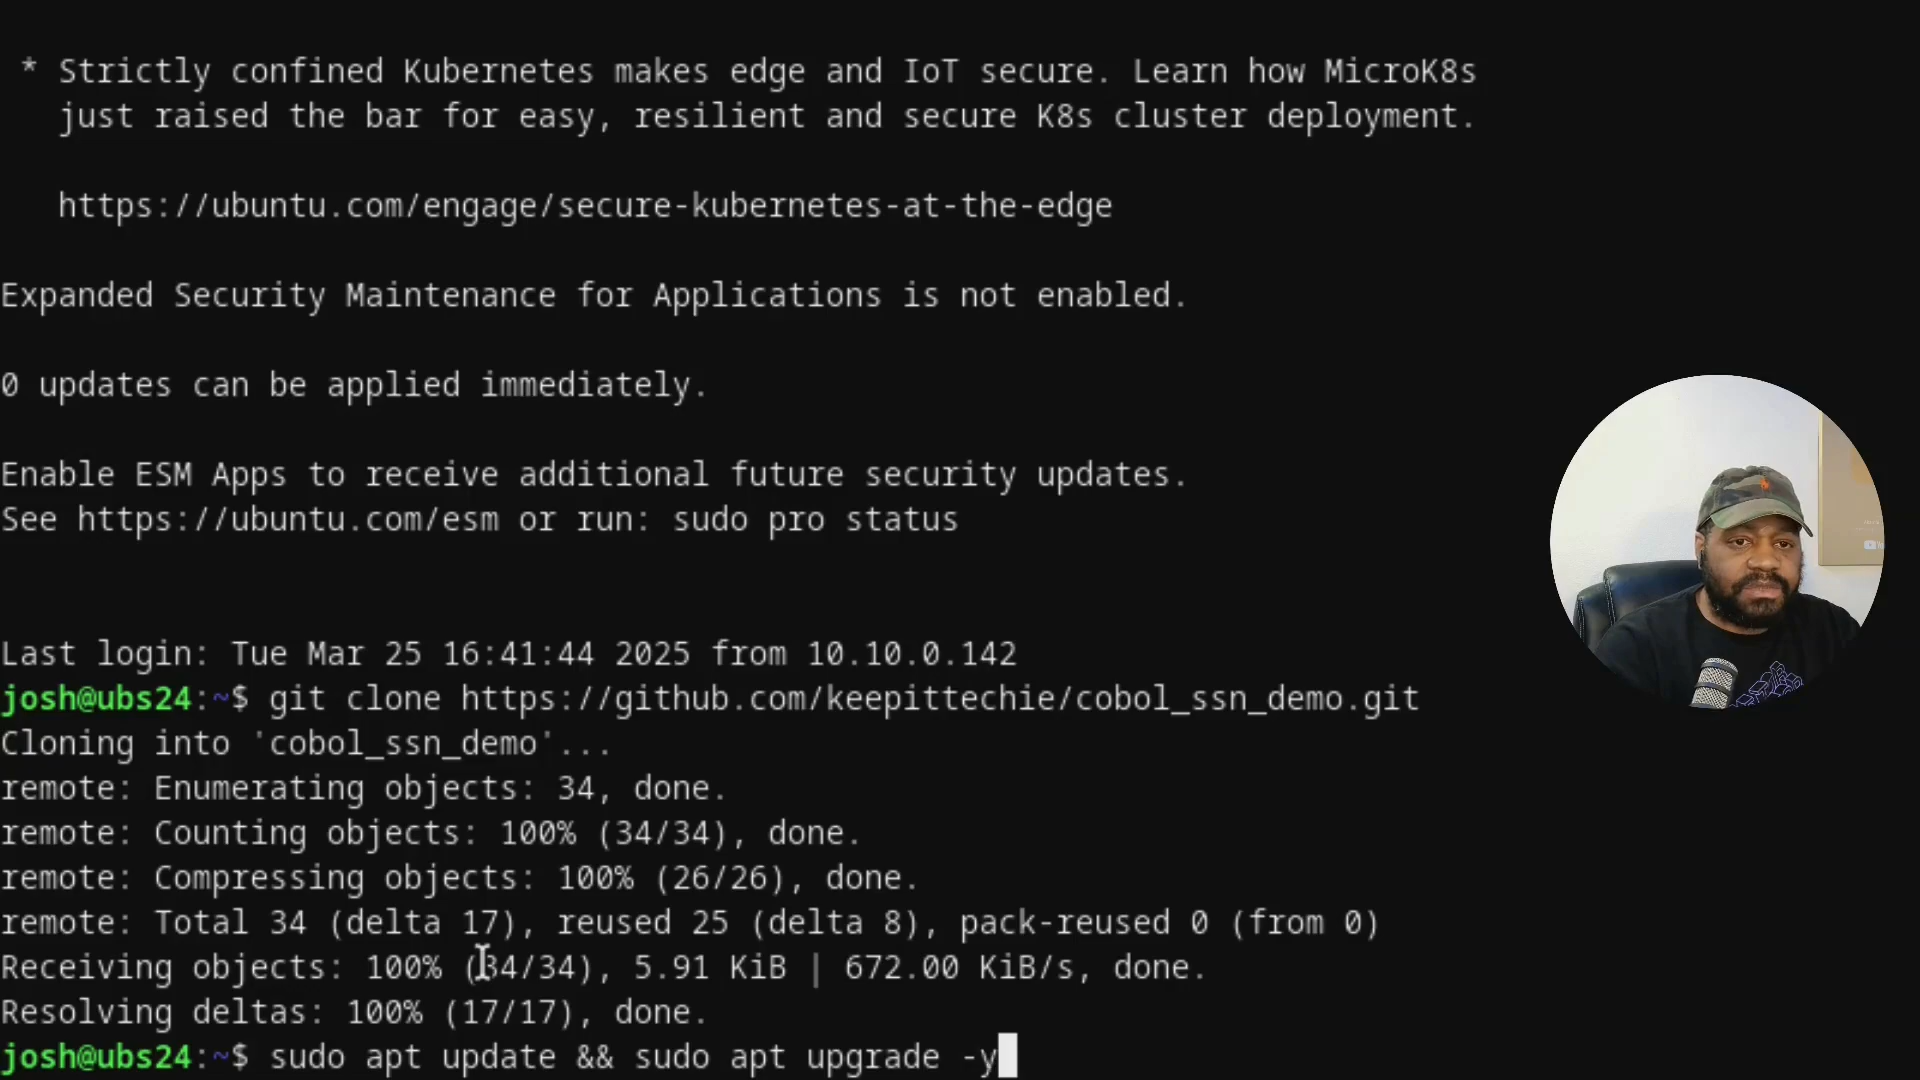 * Strictly confined Kubernetes makes edge and IoT secure. Learn how MicroK8s
just raised the bar for easy, resilient and secure K8s cluster deployment.
https://ubuntu.com/engage/secure-kubernetes-at-the-edge
Expanded Security Maintenance for Applications is not enabled.
0 updates can be applied immediately.
Enable ESM Apps to receive additional future security updates.
See https://ubuntu.com/esm or run: sudo pro status
Last login: Tue Mar 25 16:41:44 2025 from 10.10.0.142
josh@ubs24:~$ git clone https://github.com/keepittechie/cobol_ssn_demo.git
Cloning into 'cobol_ssn_demo'...
remote: Enumerating objects: 34, done.
remote: Counting objects: 100% (34/34), done.
remote: Compressing objects: 100% (26/26), done.
remote: Total 34 (delta 17), reused 25 (delta 8), pack-reused 0 (from 0)
Receiving objects: 100% (34/34), 5.91 KiB | 672.00 KiB/s, done.
Resolving deltas: 100% (17/17), done.
josh@ubs24:~$ sudo apt update && sudo apt upgrade -y